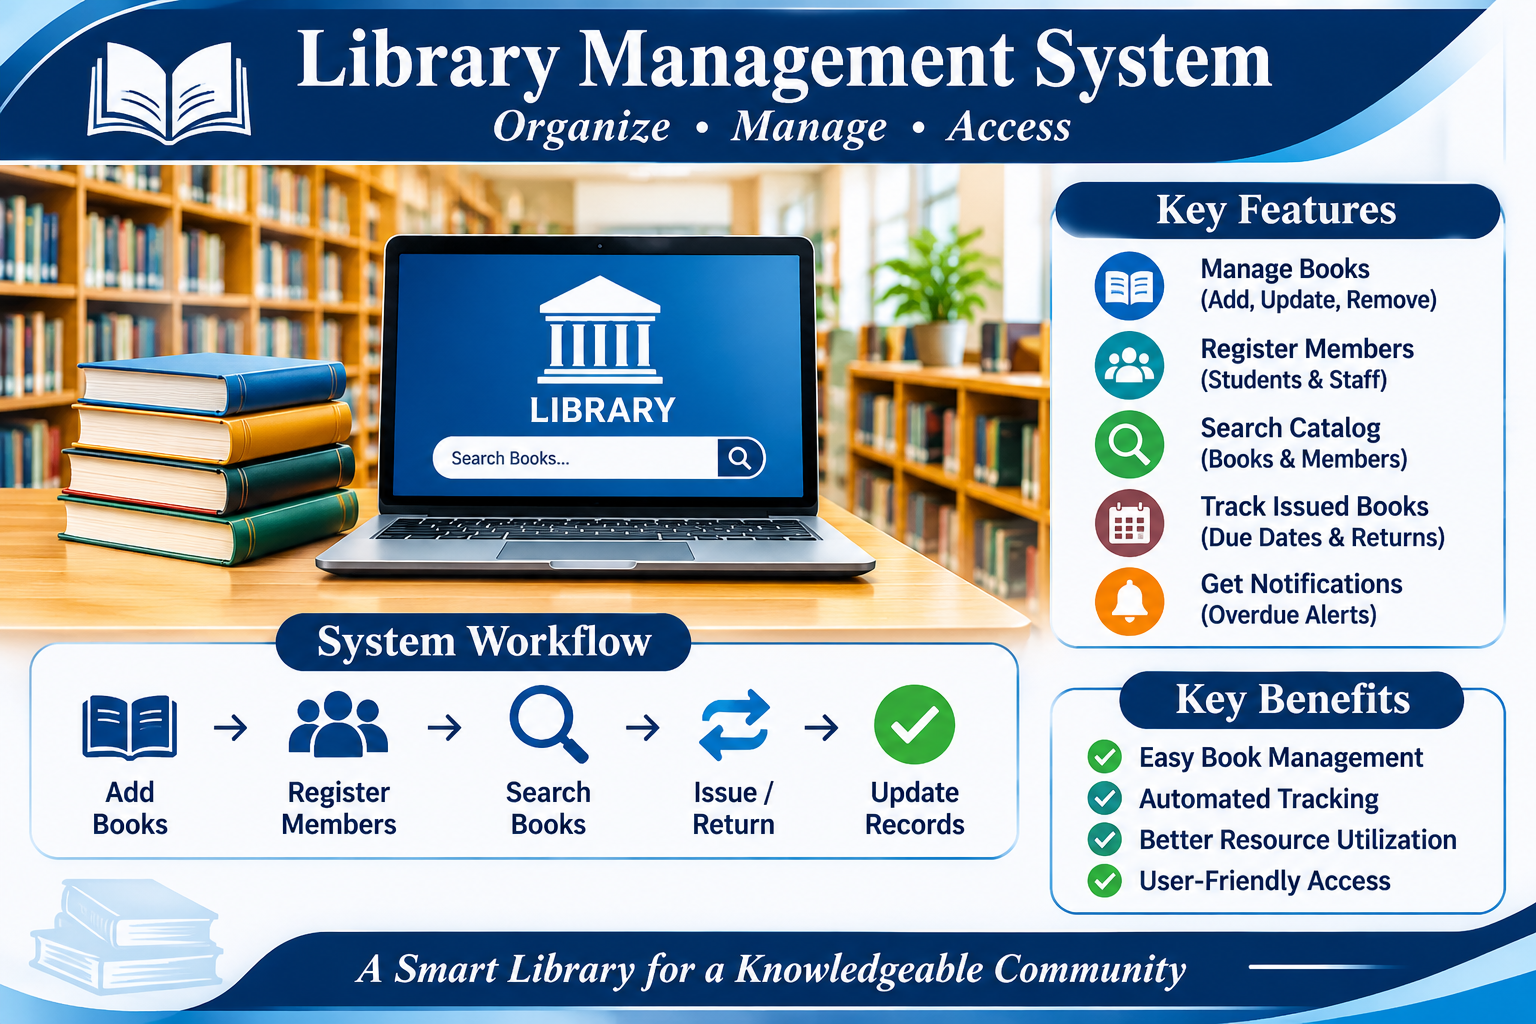 Library Management System
Organize • Manage • Access
LIBRARY
Search Books...
Key Features
Manage Books
(Add, Update, Remove)
Register Members
(Students & Staff)
Search Catalog
(Books & Members)
Track Issued Books
(Due Dates & Returns)
Get Notifications
(Overdue Alerts)
System Workflow
Add
Books
Register
Members
Search
Books
Issue /
Return
Update
Records
Key Benefits
Easy Book Management
Automated Tracking
Better Resource Utilization
User-Friendly Access
A Smart Library for a Knowledgeable Community